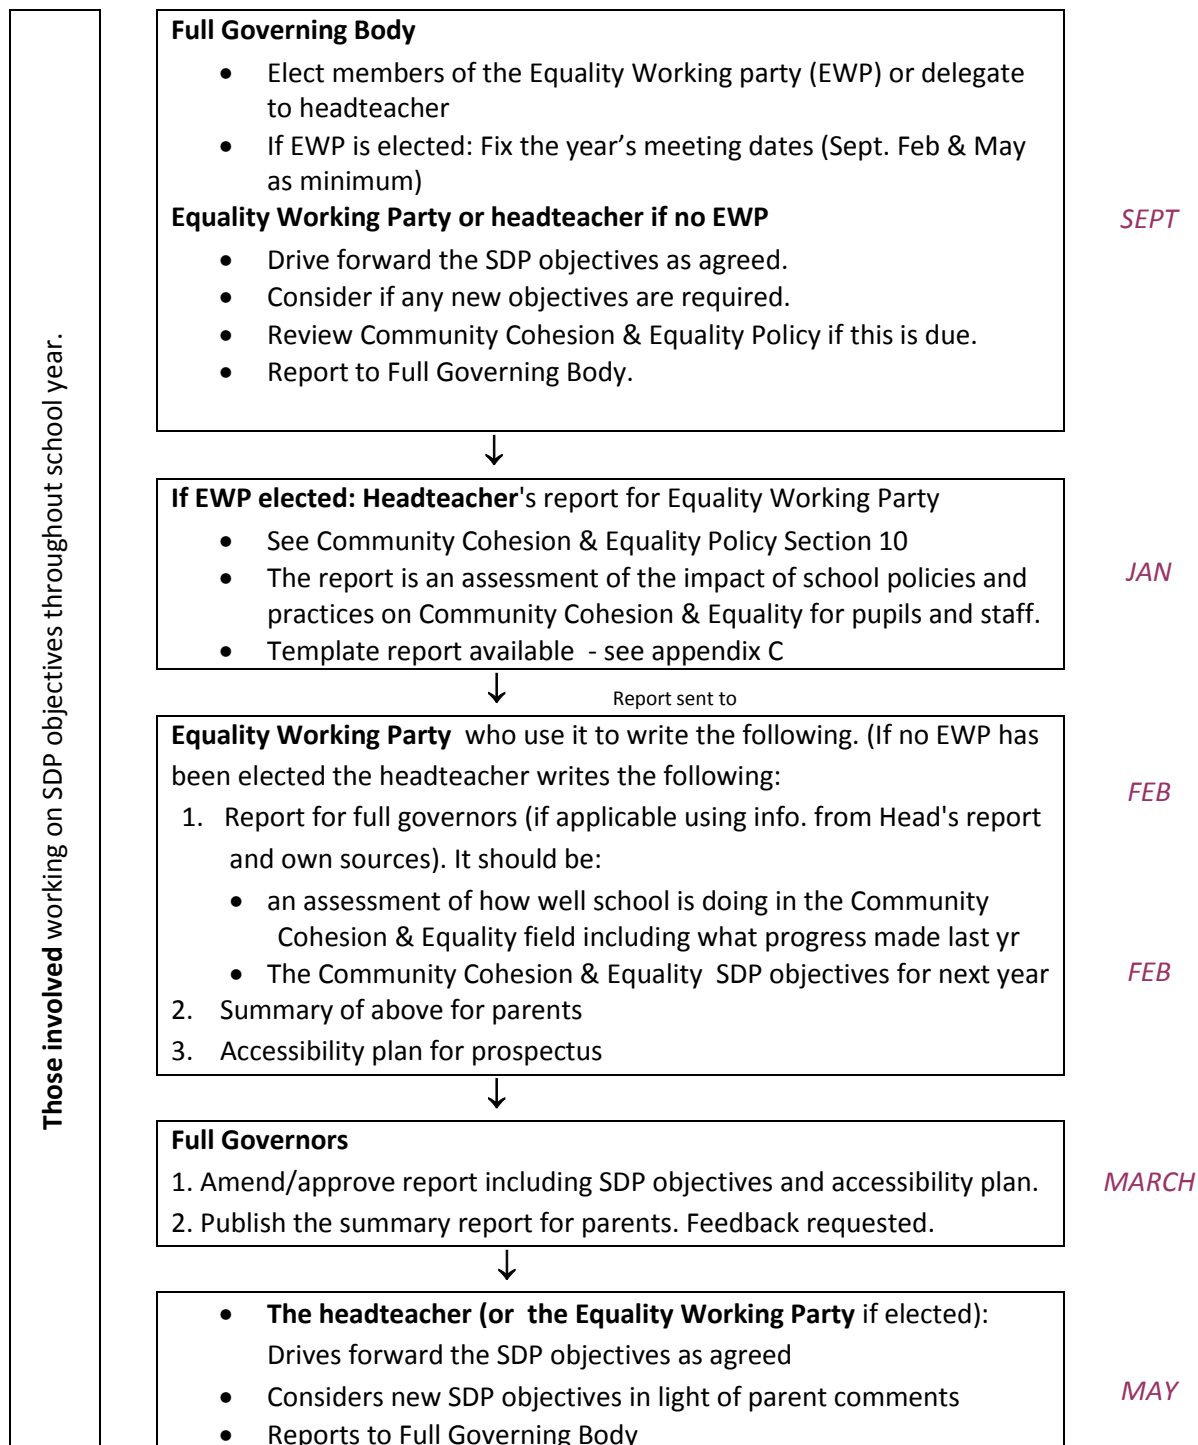 Those involved working on SDP objectives throughout school year.
Full Governing Body
• Elect members of the Equality Working party (EWP) or delegate
to headteacher
• If EWP is elected: Fix the year’s meeting dates (Sept. Feb & May
as minimum)
Equality Working Party or headteacher if no EWP
SEPT
• Drive forward the SDP objectives as agreed.
• Consider if any new objectives are required.
• Review Community Cohesion & Equality Policy if this is due.
• Report to Full Governing Body.
↓
If EWP elected: Headteacher's report for Equality Working Party
• See Community Cohesion & Equality Policy Section 10
• The report is an assessment of the impact of school policies and
JAN
practices on Community Cohesion & Equality for pupils and staff.
• Template report available - see appendix C
↓ Report sent to
Equality Working Party who use it to write the following. (If no EWP has
been elected the headteacher writes the following:
FEB
1. Report for full governors (if applicable using info. from Head's report
and own sources). It should be:
• an assessment of how well school is doing in the Community
Cohesion & Equality field including what progress made last yr
• The Community Cohesion & Equality SDP objectives for next year
FEB
2. Summary of above for parents
3. Accessibility plan for prospectus
↓
Full Governors
1. Amend/approve report including SDP objectives and accessibility plan.
MARCH
2. Publish the summary report for parents. Feedback requested.
↓
• The headteacher (or the Equality Working Party if elected):
Drives forward the SDP objectives as agreed
• Considers new SDP objectives in light of parent comments
MAY
• Reports to Full Governing Body